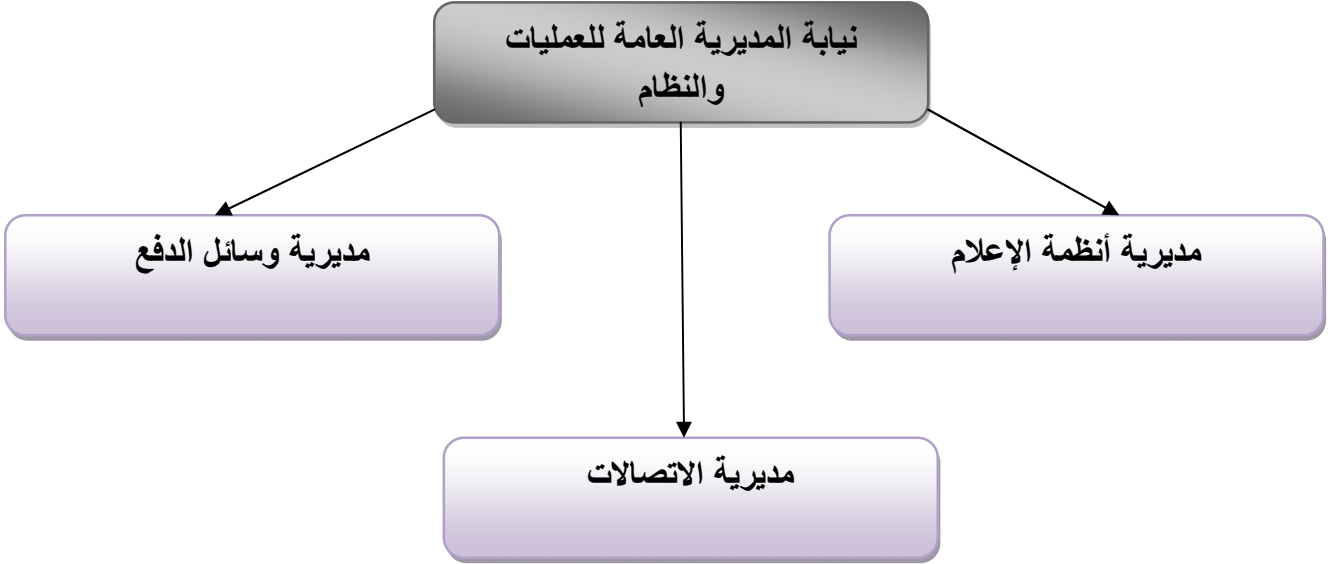 نيابة المديرية العامة للعمليات
والنظام
مديرية أنظمة الإعلام
مديرية وسائل الدفع
مديرية الاتصالات